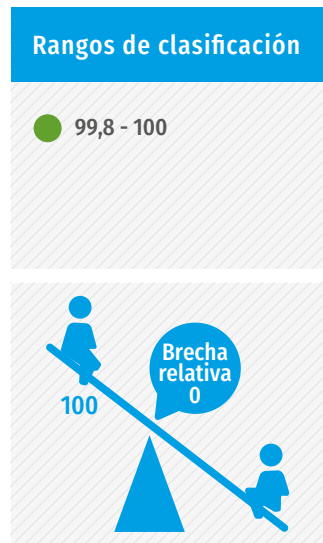 Rangos de clasificación
99,8 - 100
Brecha
relativa
0
100